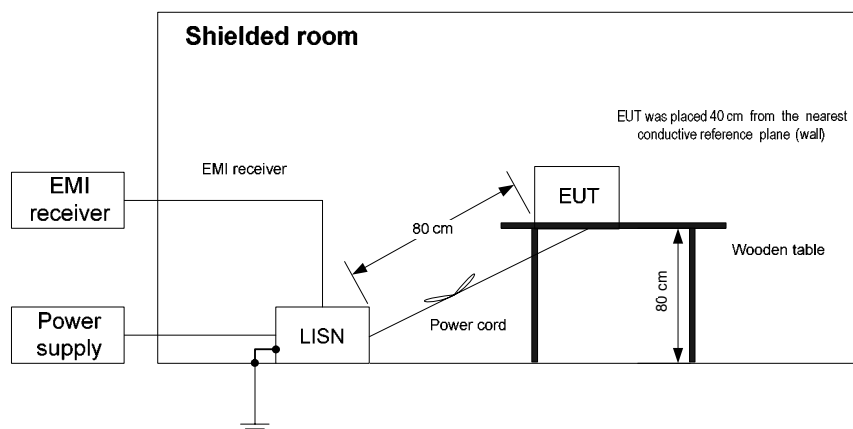 Shielded room
EUT was placed 40 cm from the nearest
conductive reference plane (wall)
EMI
receiver
EMI receiver
EUT
80 cm
Wooden table
80 cm
Power
supply
LISN
Power cord